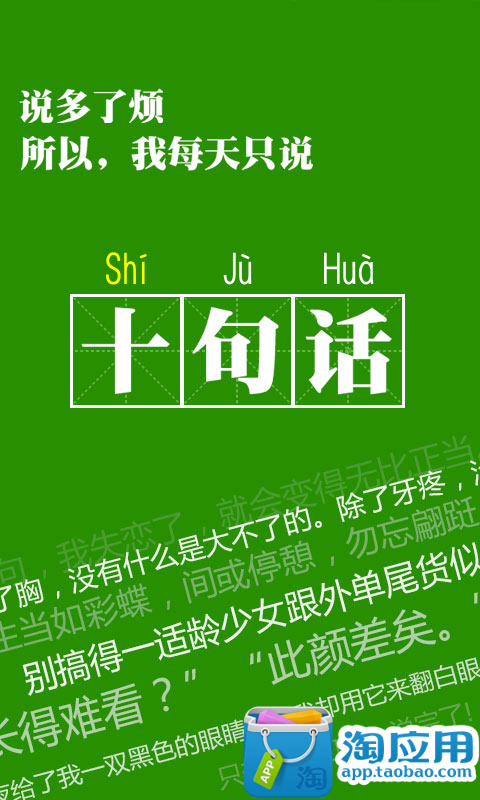 说多了烦
所以，我每天只说
Shí Jù Huà
十句话
就会变得无比正当
句，我失恋了，
了胸，没有什么是大不了的。除了牙疼，
生当如彩蝶，间或停憩，勿忘翩跹
别搞得一适龄少女跟外单尾货似
长得难看？” “此颜差矣。”
夜给了我一双黑色的眼睛 却用它来翻白眼
APP
淘
淘应用
app.taobao.com